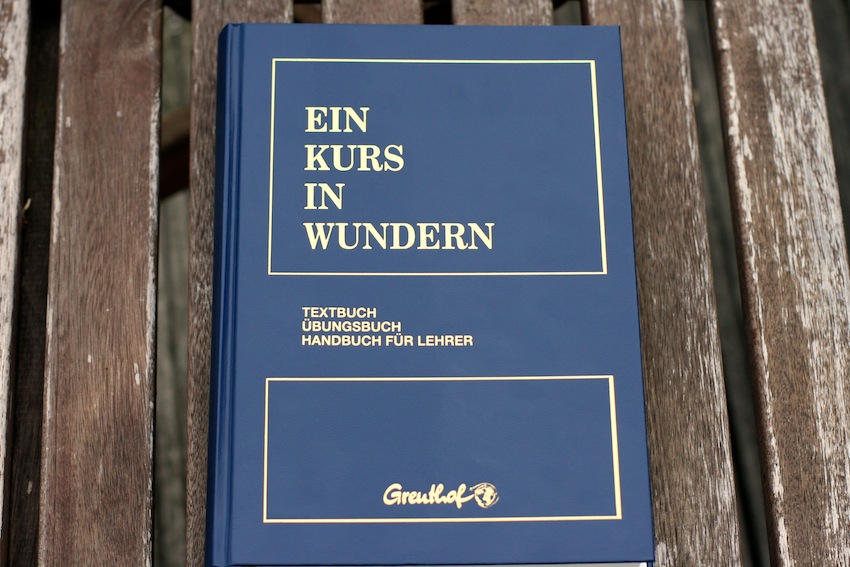 EIN
KURS
IN
WUNDERN
TEXTBUCH
ÜBUNGSBUCH
HANDBUCH FÜR LEHRER
Greuthof